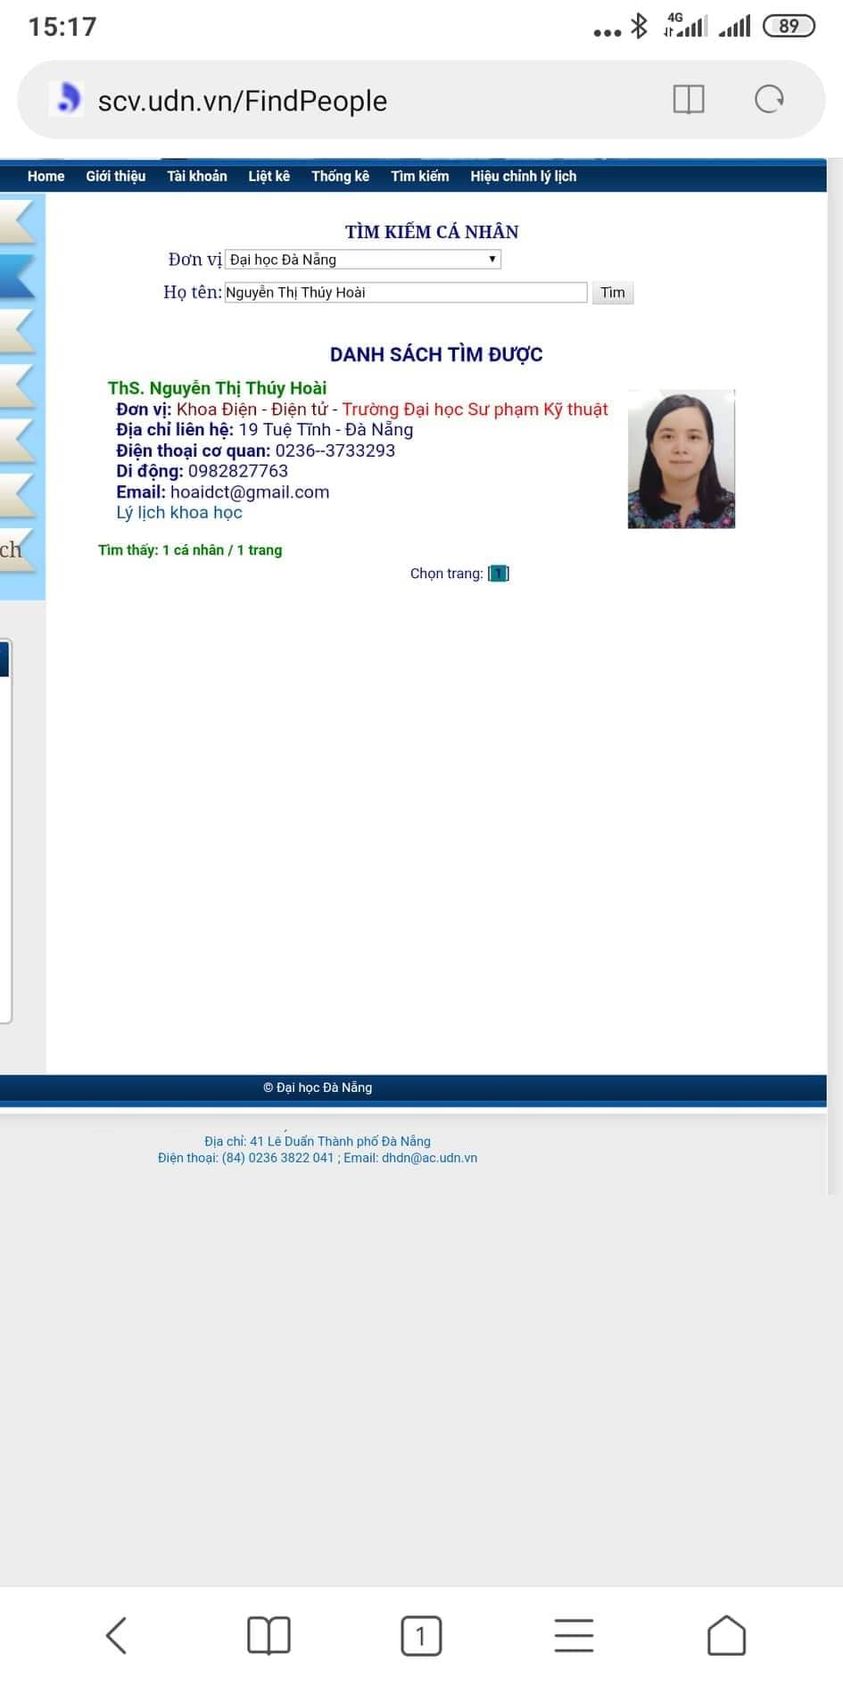 15:17
4G
89
scv.udn.vn/FindPeople
Home Giới thiệu Tài khoản Liệt kê Thống kê Tìm kiếm Hiệu chỉnh lý lịch
TÌM KIẾM CÁ NHÂN
Đơn vị Đại học Đà Nẵng
Họ tên: Nguyễn Thị Thúy Hoài Tìm
DANH SÁCH TÌM ĐƯỢC
ThS. Nguyễn Thị Thúy Hoài
Đơn vị: Khoa Điện - Điện tử - Trường Đại học Sư phạm Kỹ thuật
Địa chỉ liên hệ: 19 Tuệ Tĩnh - Đà Nẵng
Điện thoại cơ quan: 0236--3733293
Di động: 0982827763
Email: hoaidct@gmail.com
Lý lịch khoa học
ch
Tìm thấy: 1 cá nhân / 1 trang
Chọn trang: [1]
© Đại học Đà Nẵng
Địa chỉ: 41 Lê Duẩn Thành phố Đà Nẵng
Điện thoại: (84) 0236 3822 041 ; Email: dhdn@ac.udn.vn
1